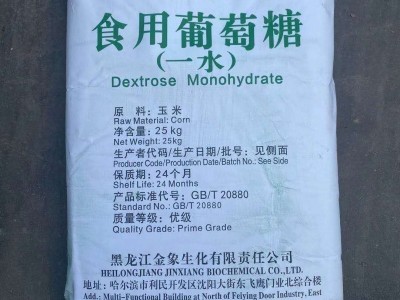 食用葡萄糖
(一水)
Dextrose Monohydrate
原 料：玉米
Raw Material: Corn
净含量：25 kg
Net Weight: 25kg
生产者代码/生产日期/批号：见侧面
Producer Code/Production Date/Batch No.: See Side
保质期：24个月
Shelf Life: 24 Months
产品标准代号：GB/T 20880
Standard No.: GB/T 20880
质量等级：优级
Quality Grade: Prime Grade
黑龙江金象生化有限责任公司
HEILONGJIANG JINXIANG BIOCHEMICAL CO.,LTD.
地址：哈尔滨市利民开发区沈阳大街东飞鹰门业北综合楼
Add.: Multi-Functional Building at North of Feiying Door Industry, East